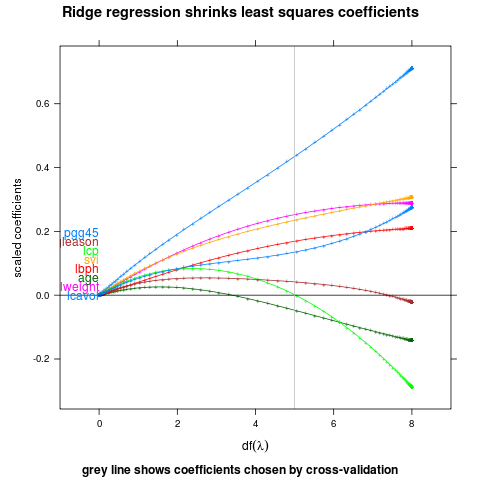 Ridge regression shrinks least squares coefficients
scaled coefficients
0.6
0.4
0.2
0.0
-0.2
pgg45
leason
lcp
svi
lbph
age
weight
lcavol
0
2
4
6
8
df(λ)
grey line shows coefficients chosen by cross-validation